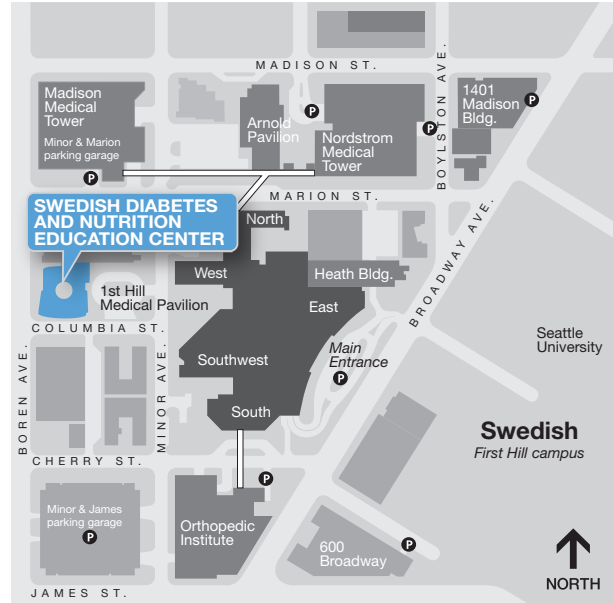 MADISON ST.
BOYLSTON AVE.
Madison
Medical
Tower
Minor & Marion
parking garage
P
Arnold
Pavilion
P
Nordstrom
Medical
Tower
P
1401
Madison
Bldg.
P
MARION ST.
SWEDISH DIABETES
AND NUTRITION
EDUCATION CENTER
North
West
Heath Bldg.
East
BROADWAY AVE.
1st Hill
Medical Pavilion
COLUMBIA ST.
Seattle
University
BOREN AVE.
MINOR AVE.
Southwest
Main
Entrance
P
South
Swedish
First Hill campus
CHERRY ST.
P
Minor & James
parking garage
P
Orthopedic
Institute
600
Broadway
P
NORTH
JAMES ST.